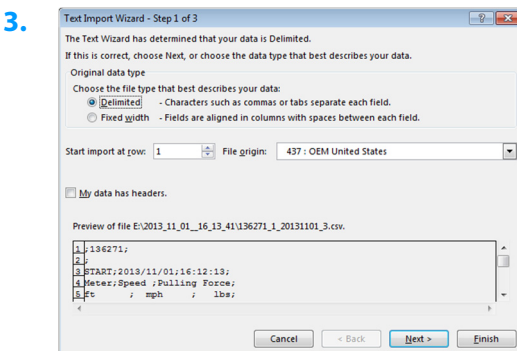 3.
Text Import Wizard - Step 1 of 3
The Text Wizard has determined that your data is Delimited.
If this is correct, choose Next, or choose the data type that best describes your data.
Original data type
Choose the file type that best describes your data:
Delimited - Characters such as commas or tabs separate each field.
Fixed width - Fields are aligned in columns with spaces between each field.
Start import at row: 1 File origin: 437 : OEM United States
My data has headers.
Preview of file E:\2013_11_01__16_13_41\136271_1_20131101_3.csv.
1 ;136271;
2 ;
3 START;2013/11/01;16:12:13;
4 Meter;Speed ;Pulling Force;
5 ft ; mph ; lbs;
Cancel < Back Next > Finish